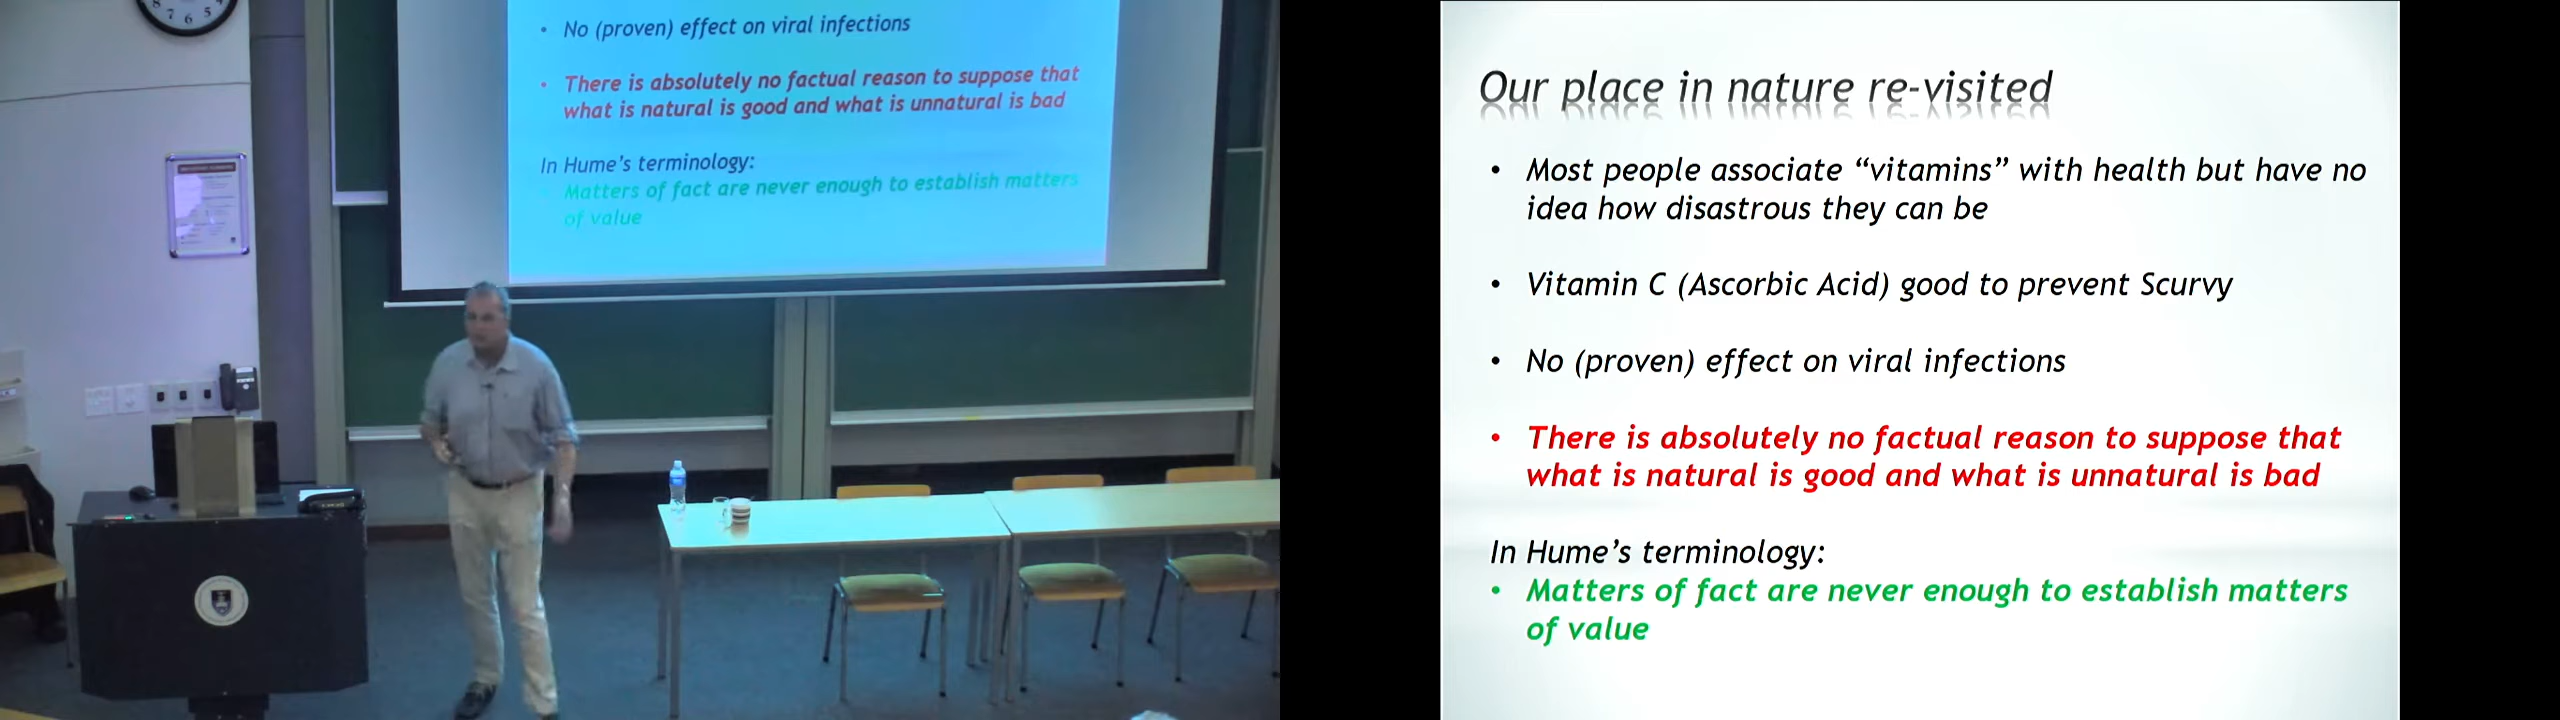 8
7 6 5
No (proven) effect on viral infections
There is absolutely no factual reason to suppose that
what is natural is good and what is unnatural is bad
In Hume's terminology:
Matters of fact are never enough to establish matters
of value
Our place in nature re-visited
• Most people associate “vitamins” with health but have no
idea how disastrous they can be
• Vitamin C (Ascorbic Acid) good to prevent Scurvy
• No (proven) effect on viral infections
• There is absolutely no factual reason to suppose that
what is natural is good and what is unnatural is bad
In Hume’s terminology:
• Matters of fact are never enough to establish matters
of value